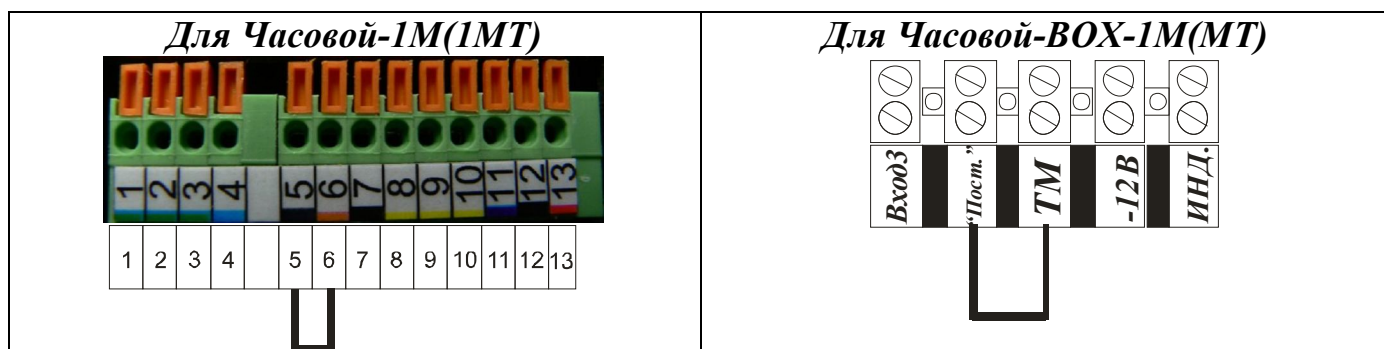 Для Часовой-1М(1МТ)
1 2 3 4 5 6 7 8 9 10 11 12 13
1 2 3 4 5 6 7 8 9 10 11 12 13
Для Часовой-BOX-1М(МТ)
Вход3 “Пост.” ТМ -12В ИНД.